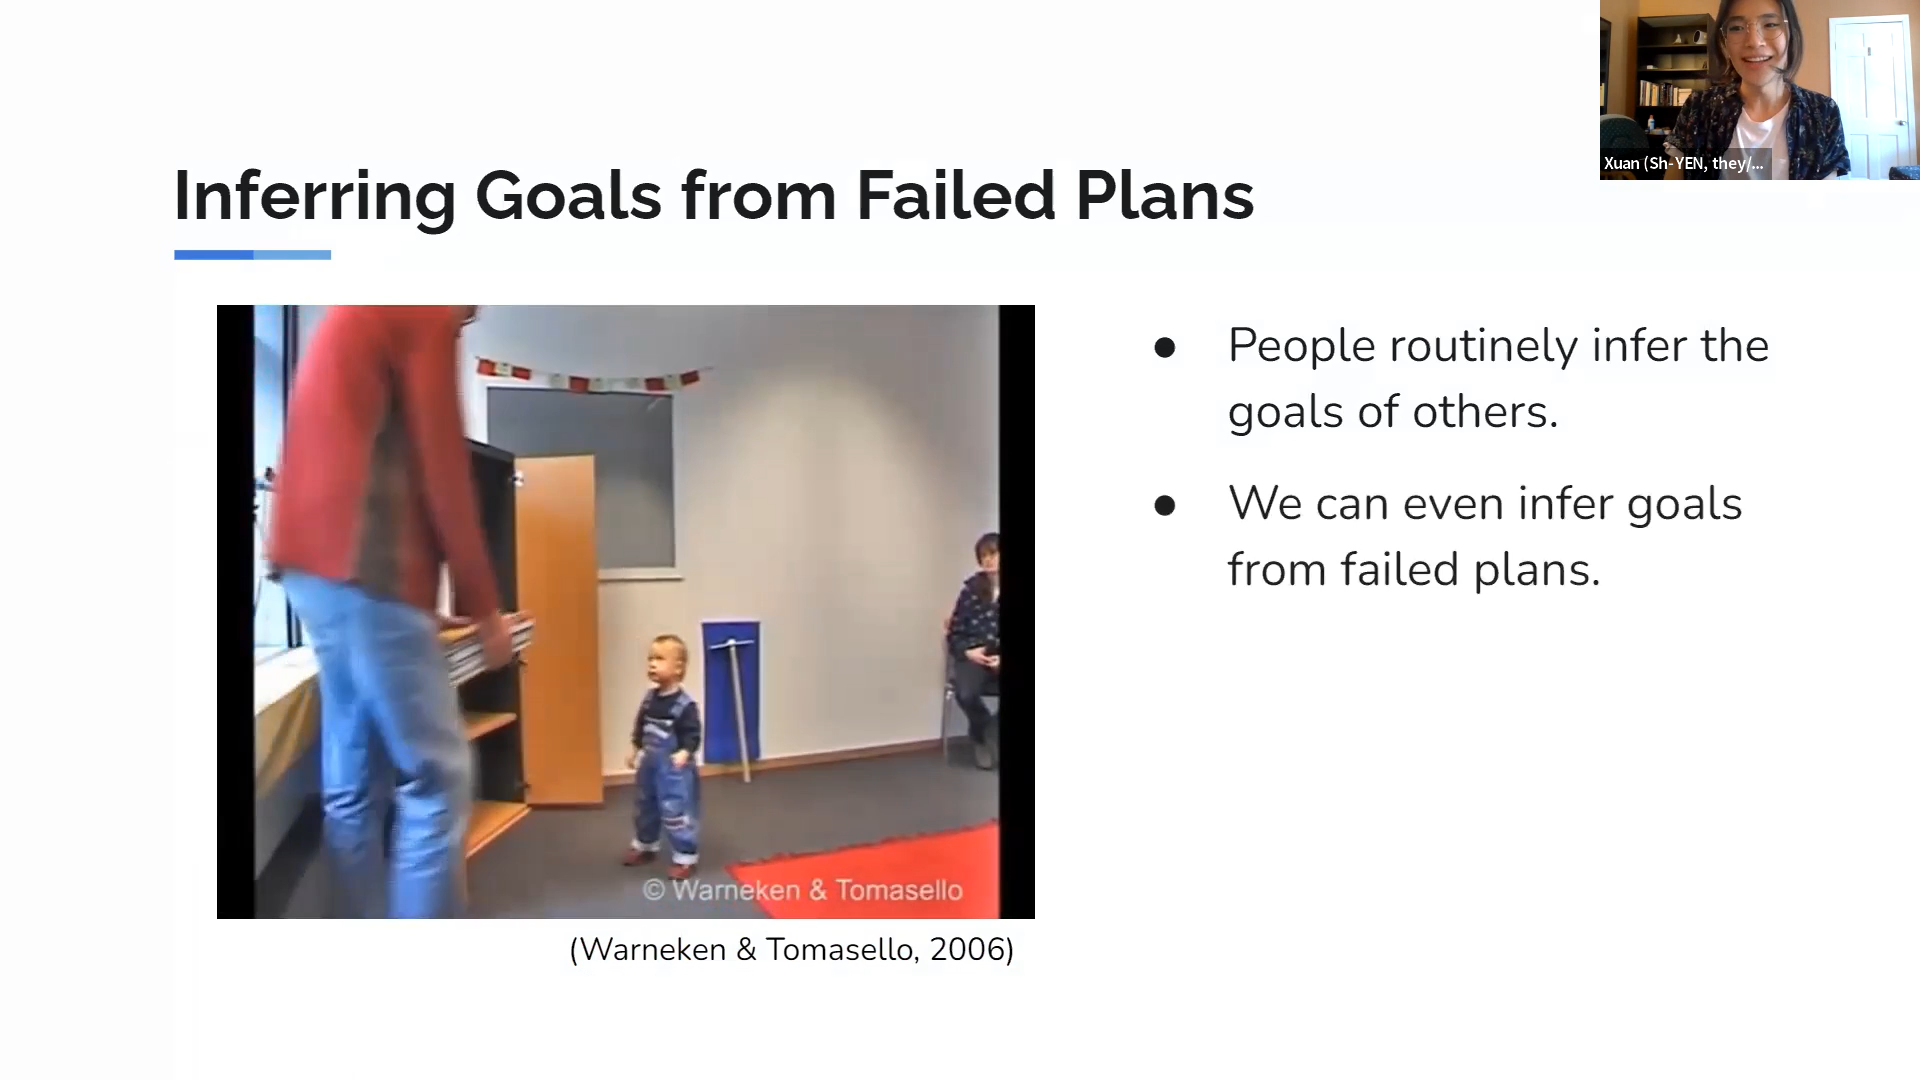 Xuan (Sh-YEN, they/...
Inferring Goals from Failed Plans
● People routinely infer the
goals of others.
● We can even infer goals
from failed plans.
© Warneken & Tomasello
(Warneken & Tomasello, 2006)